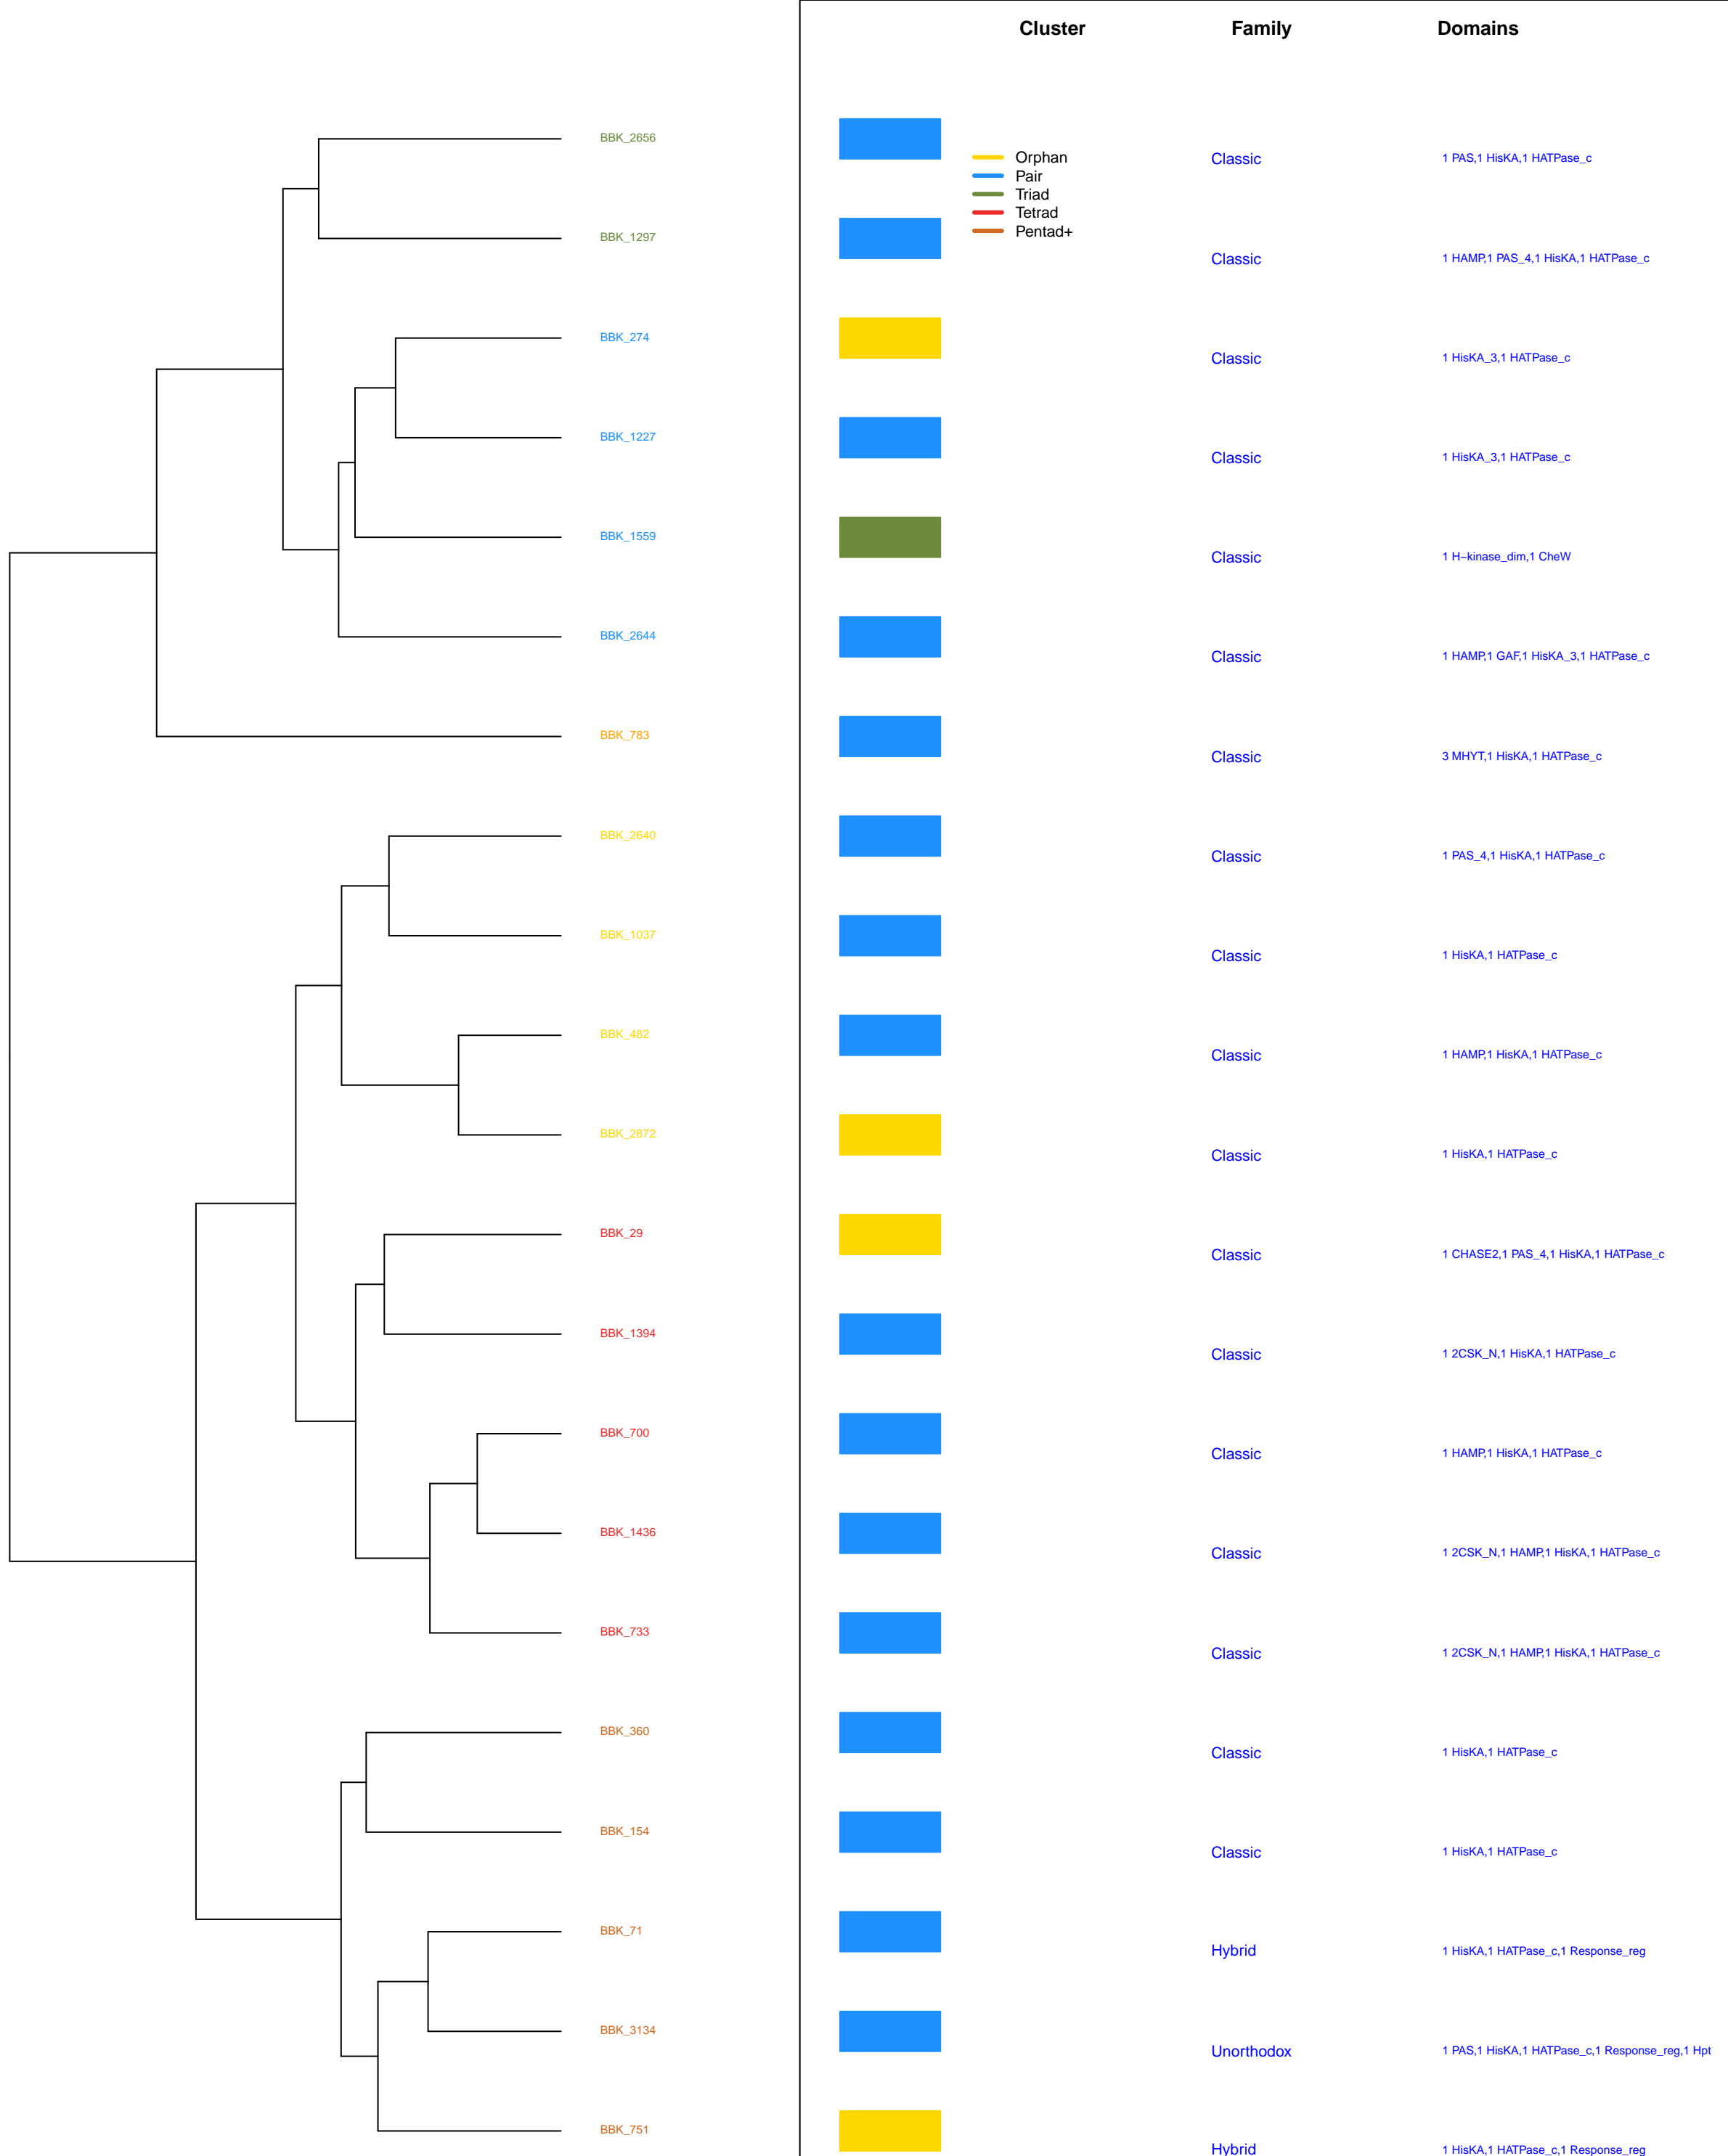 Cluster Family Domains
BBK_2656
Orphan
Classic 1 PAS,1 HisKA,1 HATPase_c
Pair
Triad
Tetrad
Pentad+
BBK_1297
Classic 1 HAMP,1 PAS_4,1 HisKA,1 HATPase_c
BBK_274
Classic 1 HisKA_3,1 HATPase_c
BBK_1227
Classic 1 HisKA_3,1 HATPase_c
BBK_1559
Classic 1 H−kinase_dim,1 CheW
BBK_2644
Classic 1 HAMP,1 GAF,1 HisKA_3,1 HATPase_c
BBK_783
Classic 3 MHYT,1 HisKA,1 HATPase_c
BBK_2640
Classic 1 PAS_4,1 HisKA,1 HATPase_c
BBK_1037
Classic 1 HisKA,1 HATPase_c
BBK_482
Classic 1 HAMP,1 HisKA,1 HATPase_c
BBK_2872
Classic 1 HisKA,1 HATPase_c
BBK_29
Classic 1 CHASE2,1 PAS_4,1 HisKA,1 HATPase_c
BBK_1394
Classic 1 2CSK_N,1 HisKA,1 HATPase_c
BBK_700
Classic 1 HAMP,1 HisKA,1 HATPase_c
BBK_1436
Classic 1 2CSK_N,1 HAMP,1 HisKA,1 HATPase_c
BBK_733
Classic 1 2CSK_N,1 HAMP,1 HisKA,1 HATPase_c
BBK_360
Classic 1 HisKA,1 HATPase_c
BBK_154
Classic 1 HisKA,1 HATPase_c
BBK_71
Hybrid 1 HisKA,1 HATPase_c,1 Response_reg
BBK_3134
Unorthodox 1 PAS,1 HisKA,1 HATPase_c,1 Response_reg,1 Hpt
BBK_751
Hybrid 1 HisKA,1 HATPase_c,1 Response_reg